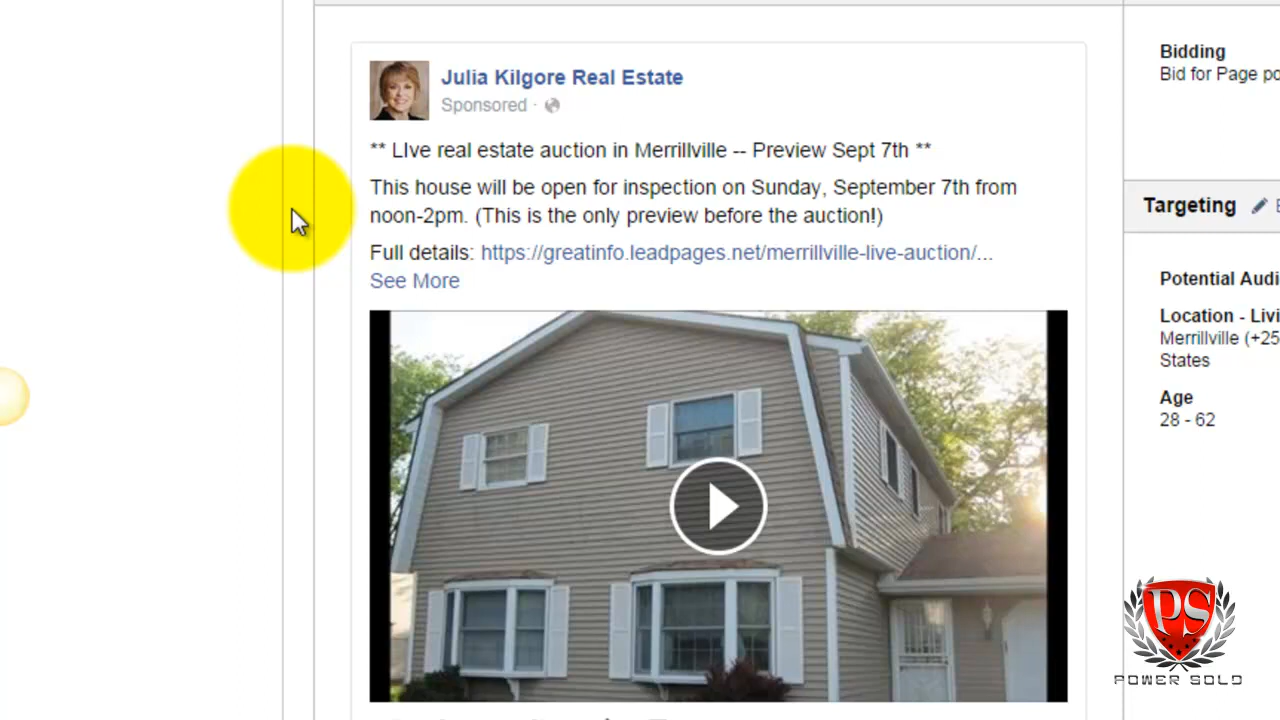 Julia Kilgore Real Estate
Sponsored ·
** LIve real estate auction in Merrillville -- Preview Sept 7th **
This house will be open for inspection on Sunday, September 7th from
noon-2pm. (This is the only preview before the auction!)
Full details: https://greatinfo.leadpages.net/merrillville-live-auction/...
See More
Bidding
Bid for Page po
Targeting
Potential Audi
Location - Livi
Merrillville (+25
States
Age
28 - 62
PS
POWER SOLD